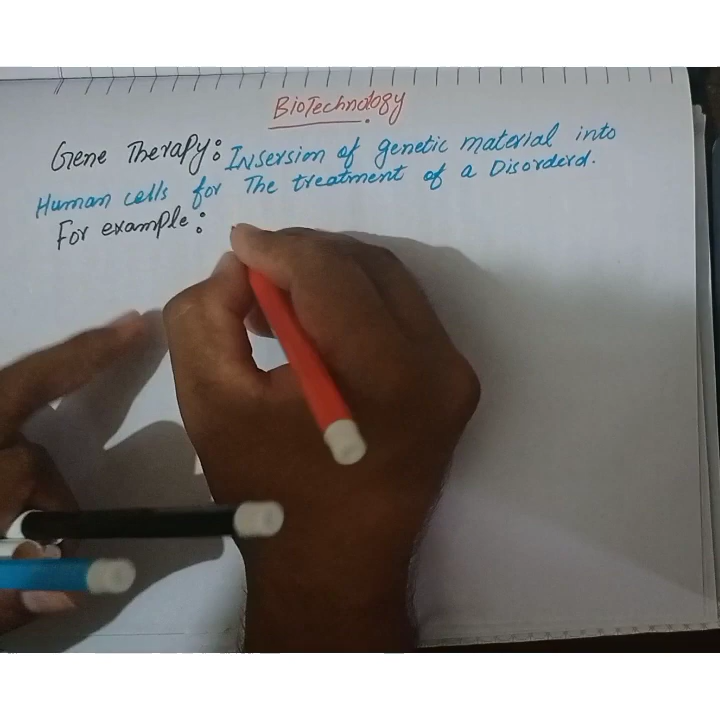 BioTechnology
Gene Therapy: Insersion of genetic material into
Human cells for The treatment of a Disorderd.
For example: